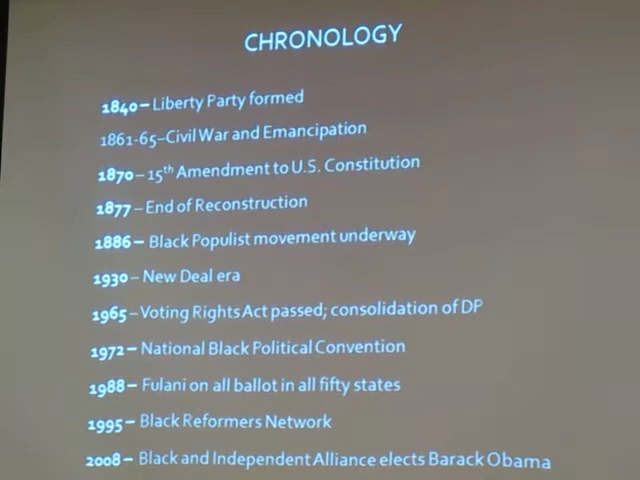 CHRONOLOGY
1840– Liberty Party formed
1861-65–Civil War and Emancipation
1870– 15th Amendment to U.S. Constitution
1877 – End of Reconstruction
1886 – Black Populist movement underway
1930 – New Deal era
1965 – Voting Rights Act passed; consolidation of DP
1972 – National Black Political Convention
1988 – Fulani on all ballot in all fifty states
1995 – Black Reformers Network
2008 – Black and Independent Alliance elects Barack Obama